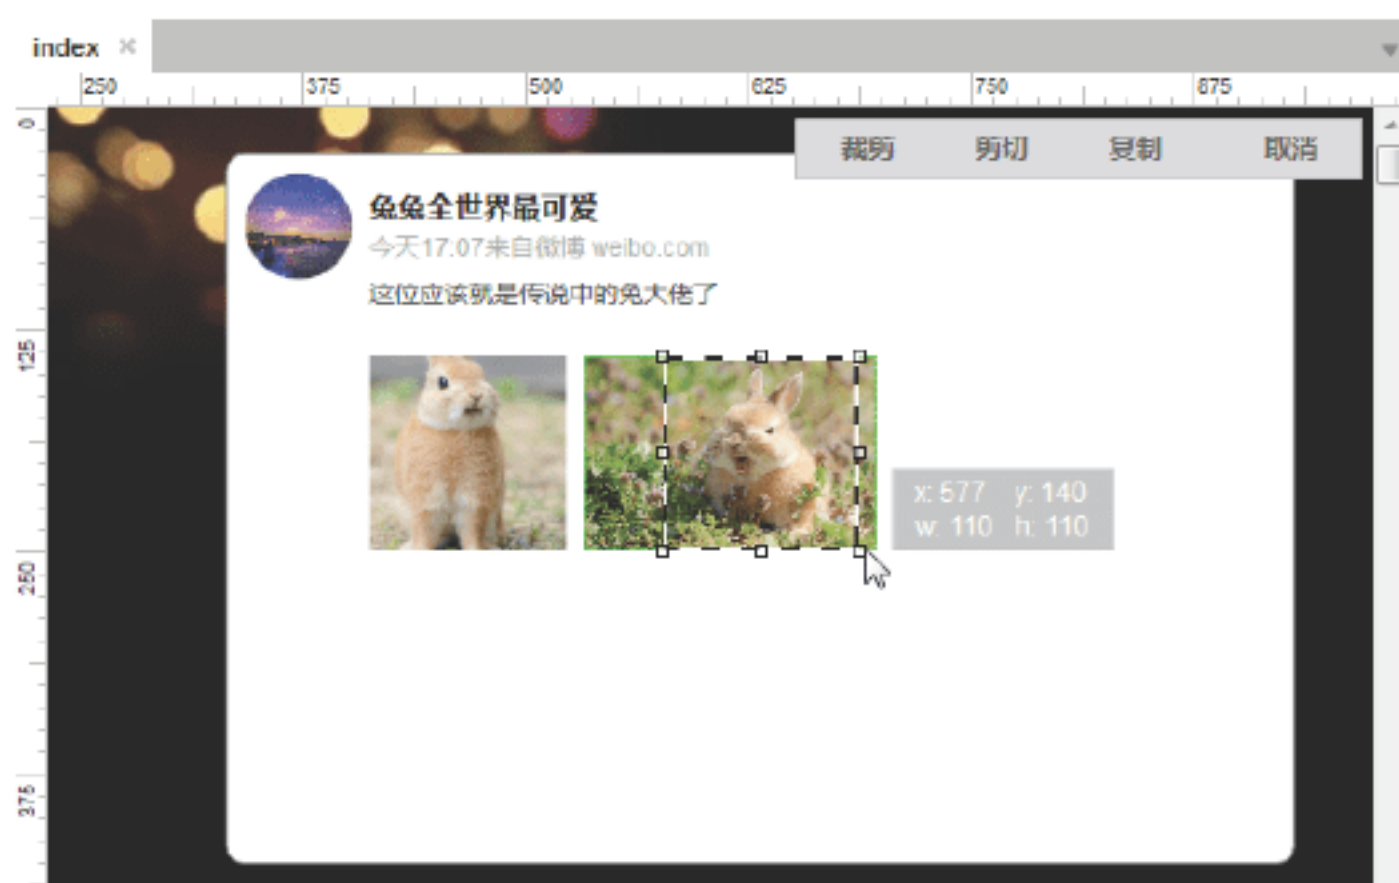 index
250 375 500 625 750 875
裁剪 剪切 复制 取消
0
兔兔全世界最可爱
今天17:07来自微博 weibo.com
这位应该就是传说中的兔大佬了
125
x: 577 y: 140
w: 110 h: 110
250
375